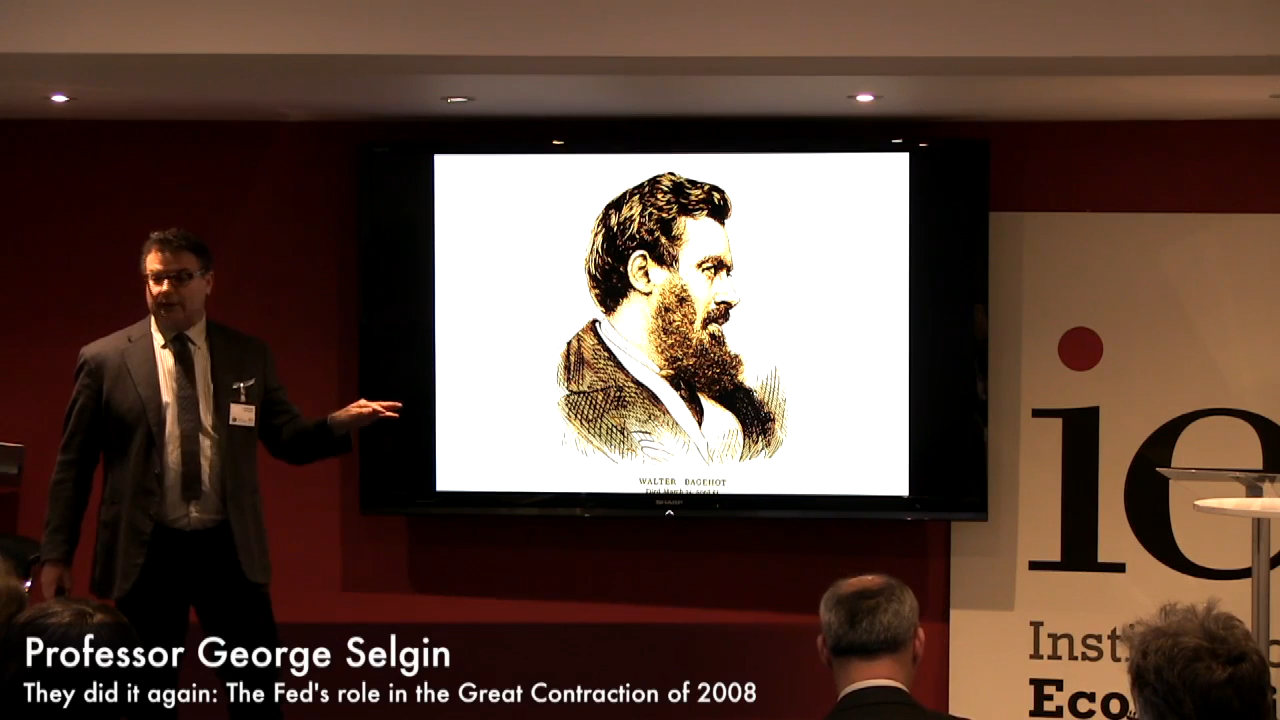 WALTER BAGEHOT
SHARP
ie
Inst
Eco
Professor George Selgin
They did it again: The Fed's role in the Great Contraction of 2008